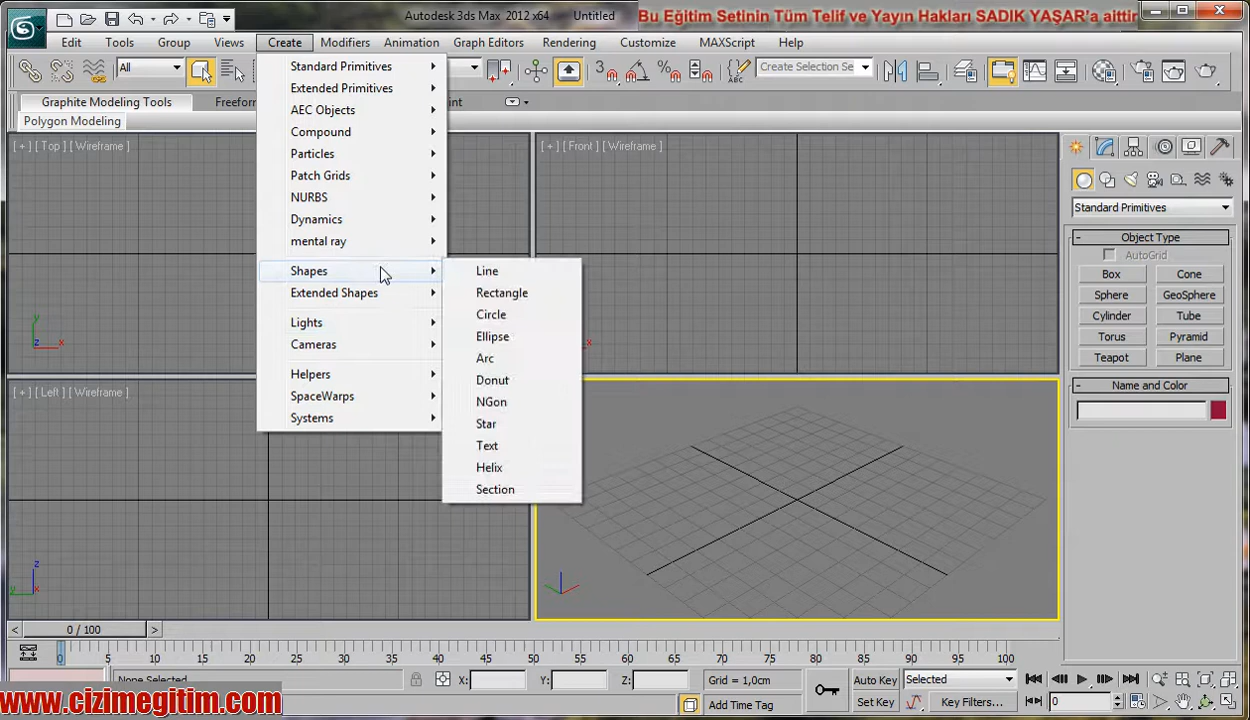 Autodesk 3ds Max 2012 x64 Untitled
Bu Eğitim Setinin Tüm Telif ve Yayın Hakları SADIK YAŞAR'a aittir
Edit Tools Group Views Create Modifiers Animation Graph Editors Rendering Customize MAXScript Help
All
Create Selection Se
Graphite Modeling Tools
Polygon Modeling
Standard Primitives
Extended Primitives
AEC Objects
Compound
Particles
Patch Grids
NURBS
Dynamics
mental ray
Shapes
Extended Shapes
Lights
Cameras
Helpers
SpaceWarps
Systems
Line
Rectangle
Circle
Ellipse
Arc
Donut
NGon
Star
Text
Helix
Section
[ + ] [ Top ] [ Wireframe ]
[ + ] [ Front ] [ Wireframe ]
[ + ] [ Left ] [ Wireframe ]
Standard Primitives
Object Type
AutoGrid
Box Cone
Sphere GeoSphere
Cylinder Tube
Torus Pyramid
Teapot Plane
Name and Color
0 / 100
0 5 10 15 20 25 30 35 40 45 50 55 60 65 70 75 80 85 90 95 100
None Selected
X: Y: Z:
Grid = 1,0cm
Auto Key
Selected
Add Time Tag
Set Key
Key Filters...
0
www.cizimegitim.com